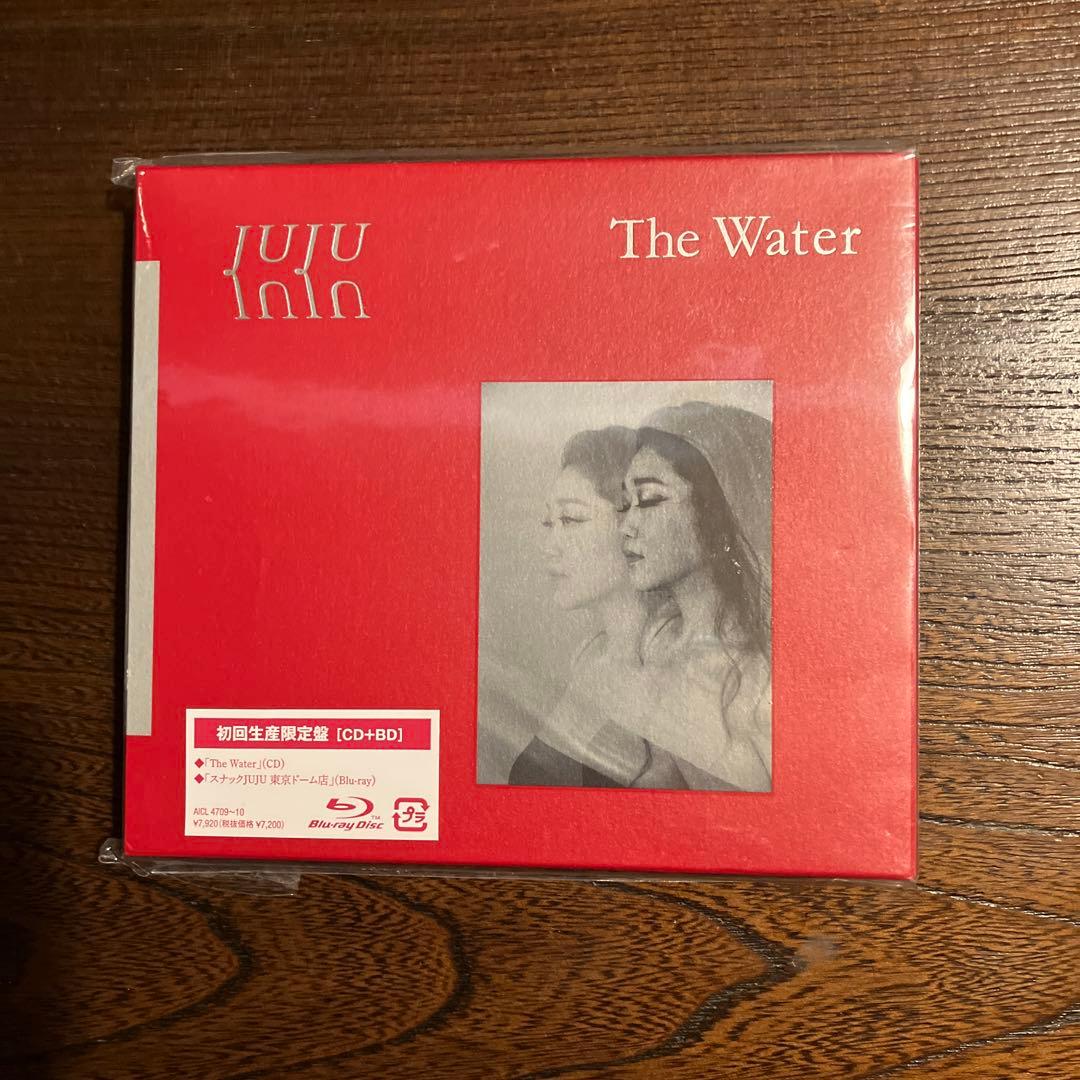 JUJU
The Water
初回生産限定盤 [CD+BD]
◆「The Water」(CD)
◆「スナックJUJU 東京ドーム店」(Blu-ray)
AICL 4709~10
¥7,920(税抜価格 ¥7,200)
Blu-ray Disc™
プラ